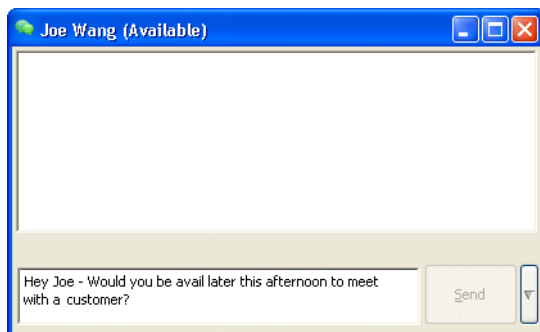 Joe Wang (Available)
Hey Joe - Would you be avail later this afternoon to meet
with a customer?
Send